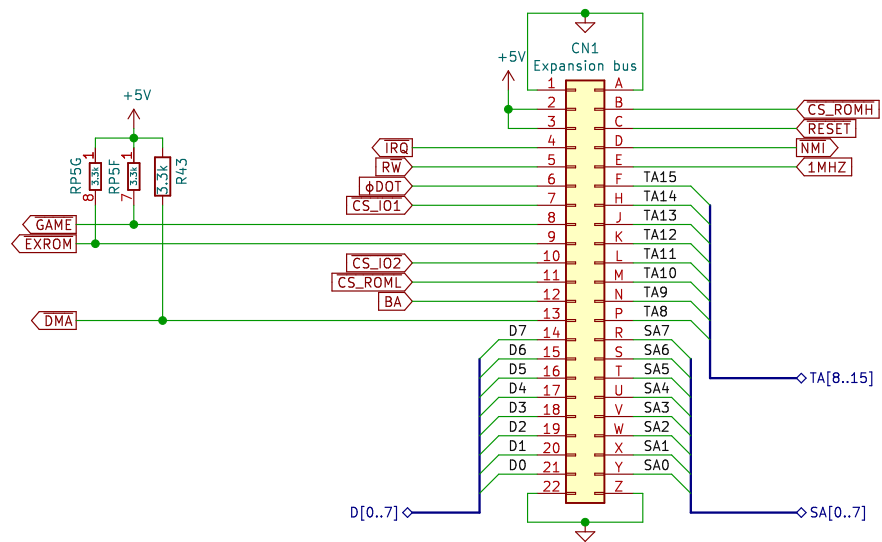 CN1
Expansion bus
+5V
+5V
1 A
2 B CS_ROMH
3 C RESET
IRQ 4 D NMI
RW 5 E 1MHZ
ϕDOT 6 F TA15
CS_IO1 7 H TA14
GAME 8 J TA13
EXROM 9 K TA12
CS_IO2 10 L TA11
CS_ROML 11 M TA10
BA 12 N TA9
DMA 13 P TA8
D7 14 R SA7
D6 15 S SA6
D5 16 T SA5
D4 17 U SA4
D3 18 V SA3
D2 19 W SA2
D1 20 X SA1
D0 21 Y SA0
22 Z
RP5G 1 3.3k 8
RP5F 1 3.3k 7
3.3k R43
TA[8..15]
D[0..7]
SA[0..7]